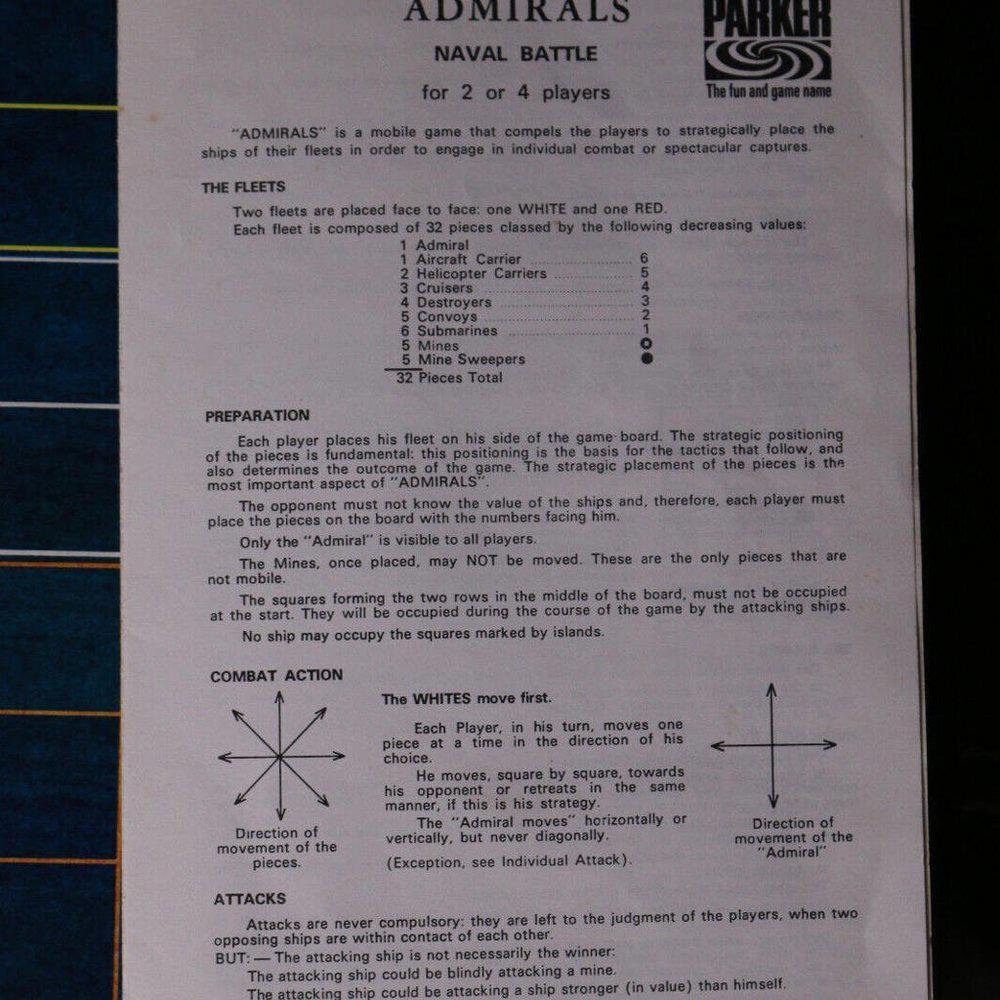 ADMIRALS
PARKER
NAVAL BATTLE
for 2 or 4 players
The fun and game name
"ADMIRALS" is a mobile game that compels the players to strategically place the
ships of their fleets in order to engage in individual combat or spectacular captures.
THE FLEETS
Two fleets are placed face to face: one WHITE and one RED.
Each fleet is composed of 32 pieces classed by the following decreasing values:
1 Admiral
1 Aircraft Carrier ........................ 6
2 Helicopter Carriers .................. 5
3 Cruisers .................................... 4
4 Destroyers ................................ 3
5 Convoys .................................... 2
6 Submarines .............................. 1
5 Mines
5 Mine Sweepers
32 Pieces Total
PREPARATION
Each player places his fleet on his side of the game board. The strategic positioning
of the pieces is fundamental: this positioning is the basis for the tactics that follow, and
also determines the outcome of the game. The strategic placement of the pieces is the
most important aspect of "ADMIRALS".
The opponent must not know the value of the ships and, therefore, each player must
place the pieces on the board with the numbers facing him.
Only the "Admiral" is visible to all players.
The Mines, once placed, may NOT be moved. These are the only pieces that are
not mobile.
The squares forming the two rows in the middle of the board, must not be occupied
at the start. They will be occupied during the course of the game by the attacking ships.
No ship may occupy the squares marked by islands.
COMBAT ACTION
The WHITES move first.
Each Player, in his turn, moves one
piece at a time in the direction of his
choice.
He moves, square by square, towards
his opponent or retreats in the same
manner, if this is his strategy.
The "Admiral moves" horizontally or
vertically, but never diagonally.
(Exception, see Individual Attack).
Direction of
movement of the
pieces.
Direction of
movement of the
"Admiral"
ATTACKS
Attacks are never compulsory: they are left to the judgment of the players, when two
opposing ships are within contact of each other.
BUT: — The attacking ship is not necessarily the winner:
The attacking ship could be blindly attacking a mine.
The attacking ship could be attacking a ship stronger (in value) than himself.